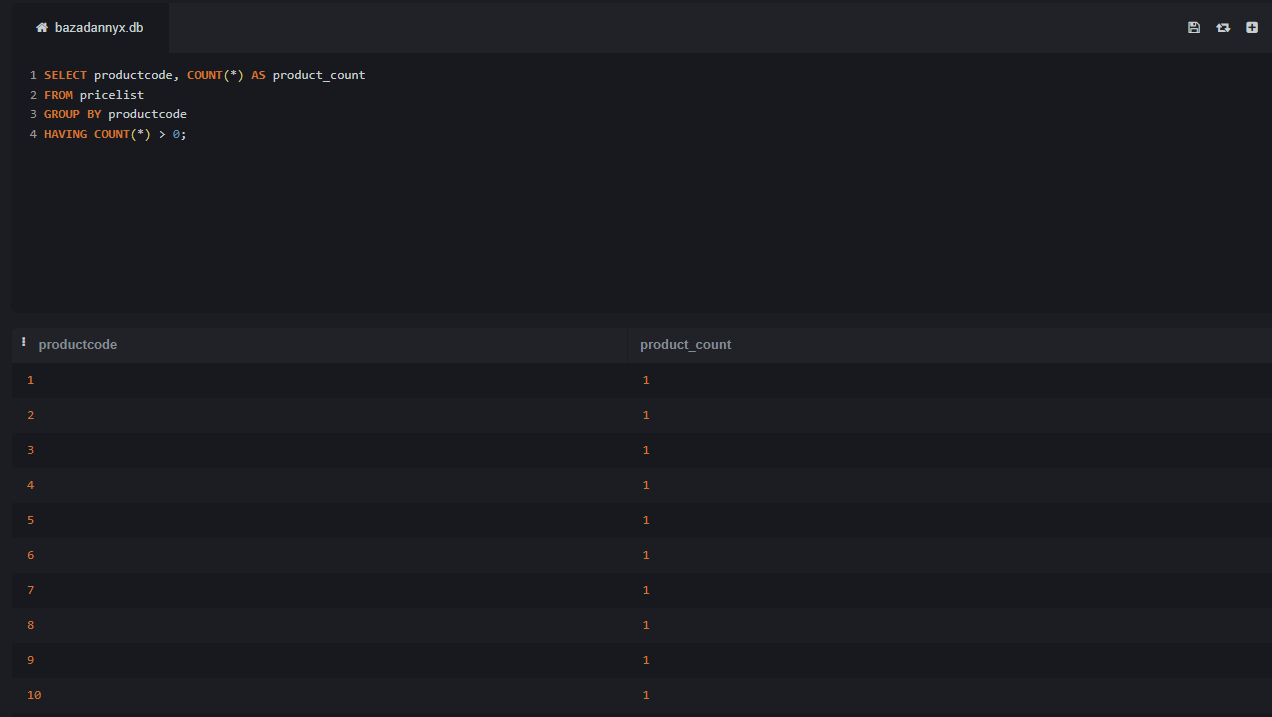 bazadannyx.db
1 SELECT productcode, COUNT(*) AS product_count
2 FROM pricelist
3 GROUP BY productcode
4 HAVING COUNT(*) > 0;
productcode product_count
1 1
2 1
3 1
4 1
5 1
6 1
7 1
8 1
9 1
10 1